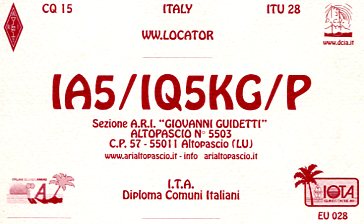 CQ 15 ITALY ITU 28
WW.LOCATOR
www.dcia.it
IA5/IQ5KG/P
Sezione A.R.I. "GIOVANNI GUIDETTI"
ALTOPASCIO N° 5503
C.P. 57 - 55011 Altopascio (LU)
www.arialtopascio.it - info arialtopascio.it
I.T.A.
Diploma Comuni Italiani
IOTA
EU 028